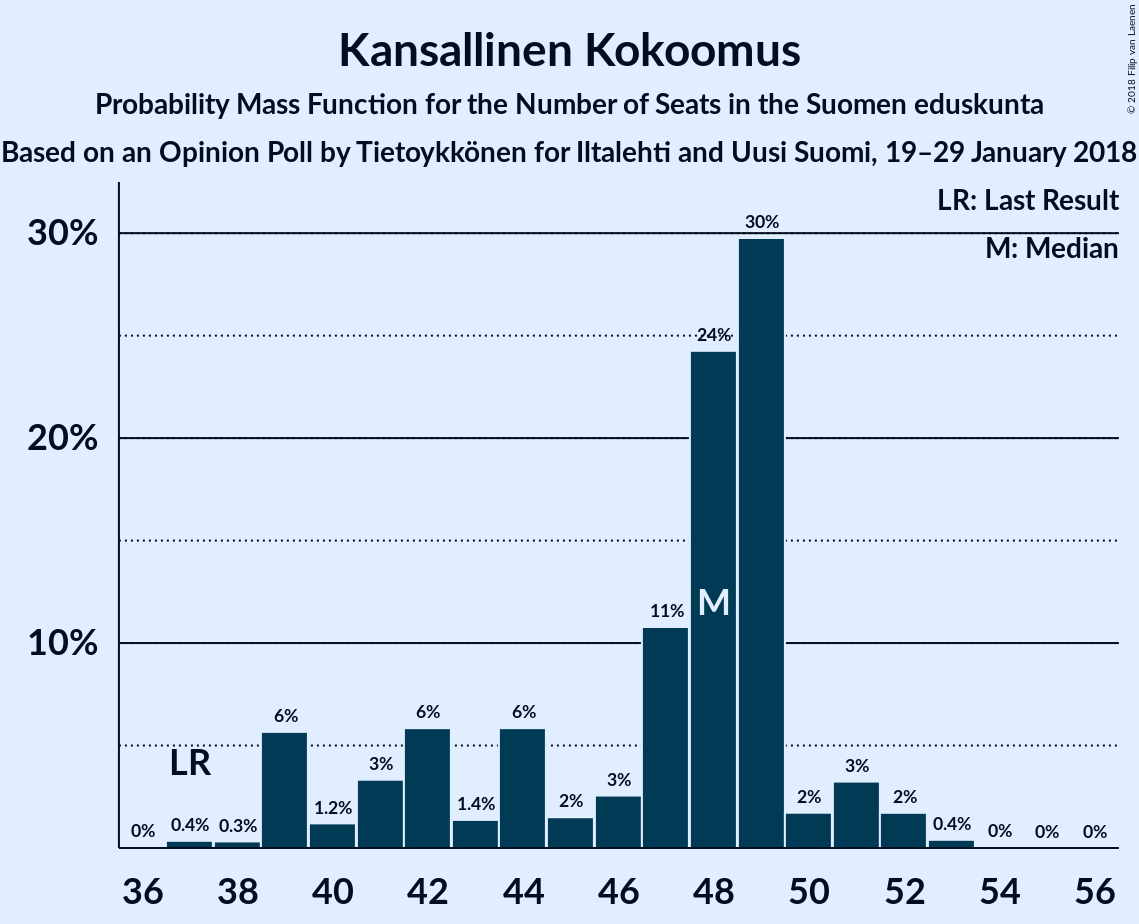 Kansallinen Kokoomus
Probability Mass Function for the Number of Seats in the Suomen eduskunta
Based on an Opinion Poll by Tietoykkönen for Iltalehti and Uusi Suomi, 19–29 January 2018
© 2018 Filip van Laenen
LR: Last Result
M: Median
30%
20%
10%
0%
0.4%
0.3%
6%
1.2%
3%
6%
1.4%
6%
2%
3%
11%
24%
30%
2%
3%
2%
0.4%
0%
0%
0%
LR
M
36 38 40 42 44 46 48 50 52 54 56